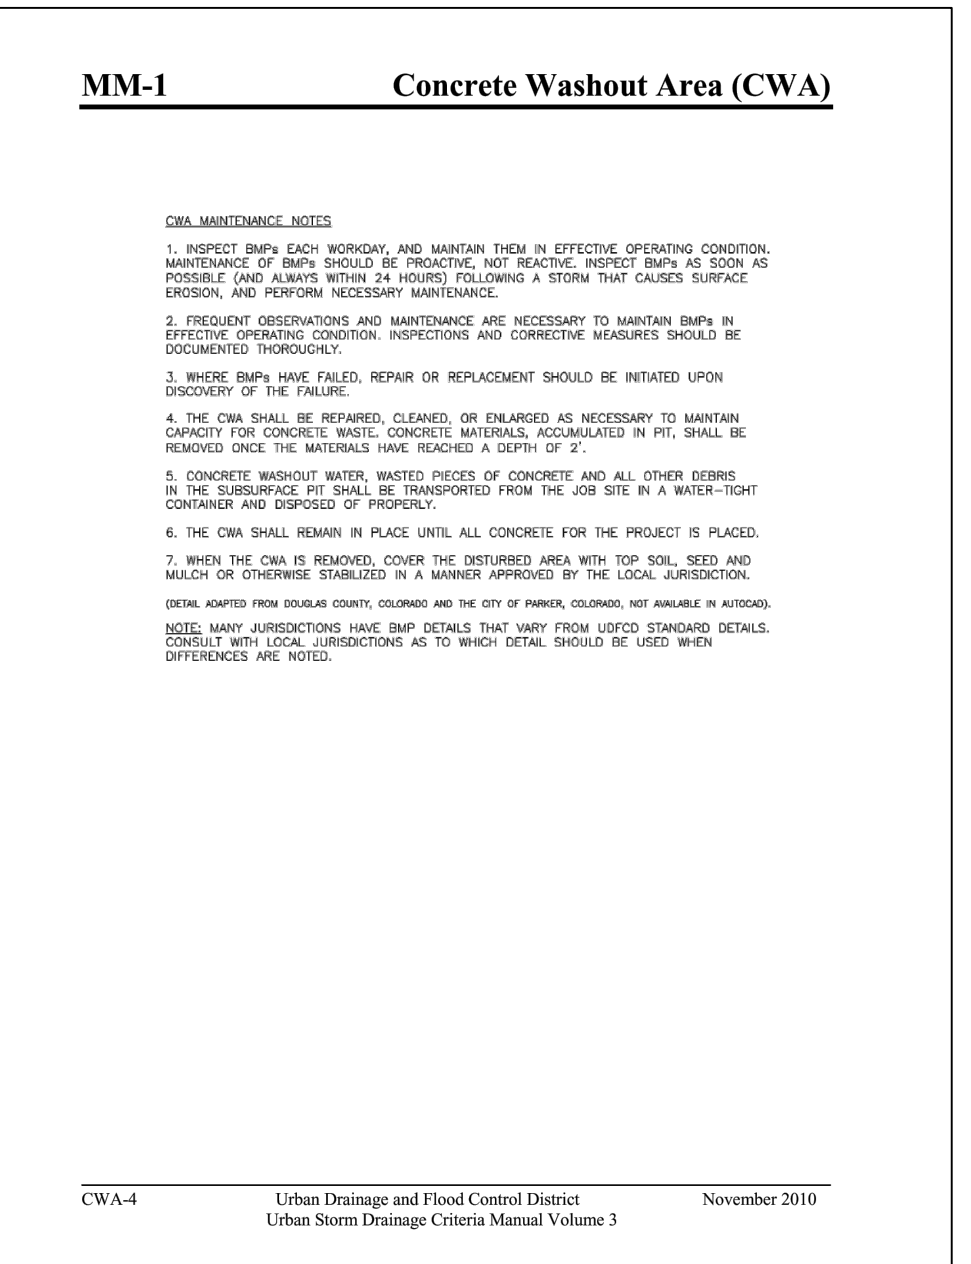 MM-1 Concrete Washout Area (CWA)
CWA MAINTENANCE NOTES
1. INSPECT BMPs EACH WORKDAY, AND MAINTAIN THEM IN EFFECTIVE OPERATING CONDITION.
MAINTENANCE OF BMPs SHOULD BE PROACTIVE, NOT REACTIVE. INSPECT BMPs AS SOON AS
POSSIBLE (AND ALWAYS WITHIN 24 HOURS) FOLLOWING A STORM THAT CAUSES SURFACE
EROSION, AND PERFORM NECESSARY MAINTENANCE.
2. FREQUENT OBSERVATIONS AND MAINTENANCE ARE NECESSARY TO MAINTAIN BMPs IN
EFFECTIVE OPERATING CONDITION. INSPECTIONS AND CORRECTIVE MEASURES SHOULD BE
DOCUMENTED THOROUGHLY.
3. WHERE BMPs HAVE FAILED, REPAIR OR REPLACEMENT SHOULD BE INITIATED UPON
DISCOVERY OF THE FAILURE.
4. THE CWA SHALL BE REPAIRED, CLEANED, OR ENLARGED AS NECESSARY TO MAINTAIN
CAPACITY FOR CONCRETE WASTE. CONCRETE MATERIALS, ACCUMULATED IN PIT, SHALL BE
REMOVED ONCE THE MATERIALS HAVE REACHED A DEPTH OF 2'.
5. CONCRETE WASHOUT WATER, WASTED PIECES OF CONCRETE AND ALL OTHER DEBRIS
IN THE SUBSURFACE PIT SHALL BE TRANSPORTED FROM THE JOB SITE IN A WATER-TIGHT
CONTAINER AND DISPOSED OF PROPERLY.
6. THE CWA SHALL REMAIN IN PLACE UNTIL ALL CONCRETE FOR THE PROJECT IS PLACED.
7. WHEN THE CWA IS REMOVED, COVER THE DISTURBED AREA WITH TOP SOIL, SEED AND
MULCH OR OTHERWISE STABILIZED IN A MANNER APPROVED BY THE LOCAL JURISDICTION.
(DETAIL ADAPTED FROM DOUGLAS COUNTY, COLORADO AND THE CITY OF PARKER, COLORADO, NOT AVAILABLE IN AUTOCAD).
NOTE: MANY JURISDICTIONS HAVE BMP DETAILS THAT VARY FROM UDFCD STANDARD DETAILS.
CONSULT WITH LOCAL JURISDICTIONS AS TO WHICH DETAIL SHOULD BE USED WHEN
DIFFERENCES ARE NOTED.
CWA-4 Urban Drainage and Flood Control District November 2010
Urban Storm Drainage Criteria Manual Volume 3